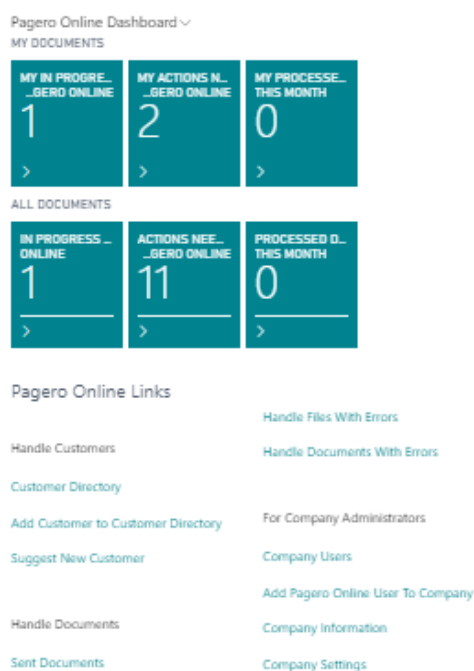 Pagero Online Dashboard
MY DOCUMENTS
MY IN PROGRE...
...GERO ONLINE
1
MY ACTIONS N...
...GERO ONLINE
2
MY PROCESSE...
THIS MONTH
0
ALL DOCUMENTS
IN PROGRESS ...
ONLINE
1
ACTIONS NEE...
...GERO ONLINE
11
PROCESSED D...
THIS MONTH
0
Pagero Online Links
Handle Customers
Customer Directory
Add Customer to Customer Directory
Suggest New Customer
Handle Documents
Sent Documents
Handle Files With Errors
Handle Documents With Errors
For Company Administrators
Company Users
Add Pagero Online User To Company
Company Information
Company Settings